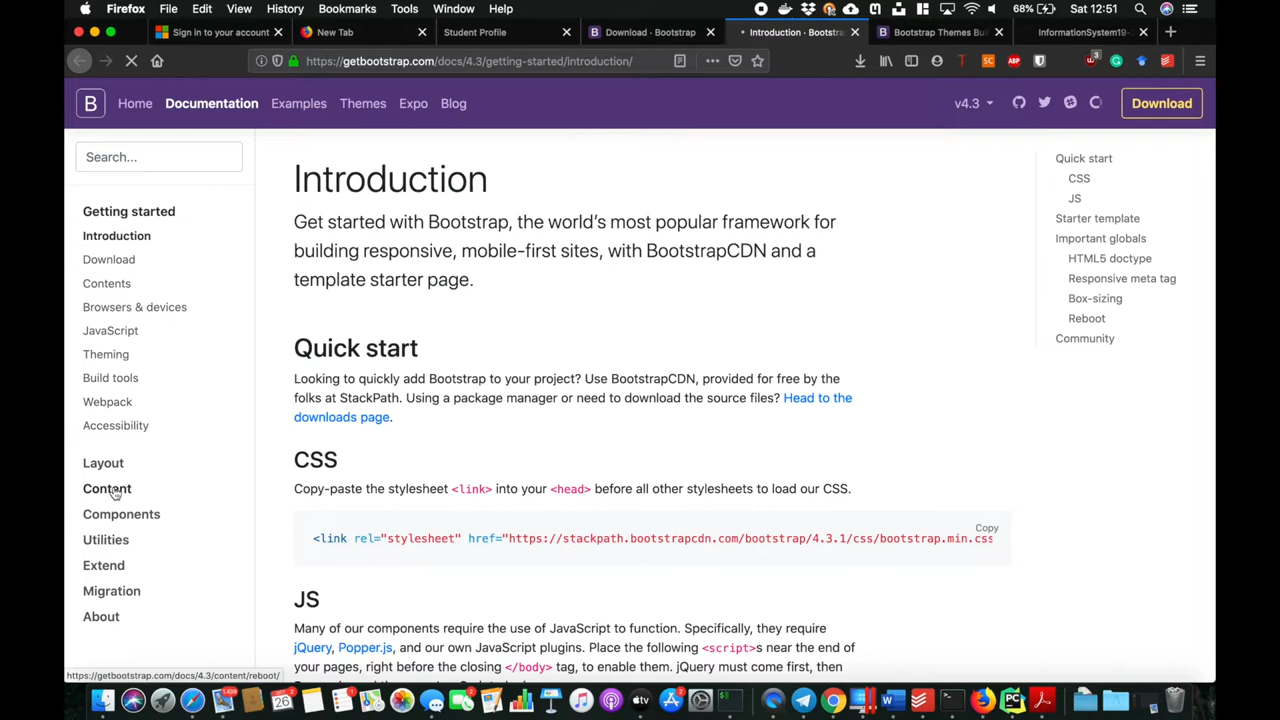 Firefox File Edit View History Bookmarks Tools Window Help 68% Sat 12:51
Sign in to your account New Tab Student Profile Download · Bootstrap Introduction · Bootstra Bootstrap Themes Bui InformationSystem19-
https://getbootstrap.com/docs/4.3/getting-started/introduction/
B Home Documentation Examples Themes Expo Blog v4.3 Download
Search...
Getting started
Introduction
Download
Contents
Browsers & devices
JavaScript
Theming
Build tools
Webpack
Accessibility
Layout
Content
Components
Utilities
Extend
Migration
About
Introduction
Get started with Bootstrap, the world's most popular framework for
building responsive, mobile-first sites, with BootstrapCDN and a
template starter page.
Quick start
Looking to quickly add Bootstrap to your project? Use BootstrapCDN, provided for free by the
folks at StackPath. Using a package manager or need to download the source files? Head to the
downloads page.
CSS
Copy-paste the stylesheet <link> into your <head> before all other stylesheets to load our CSS.
Copy
<link rel="stylesheet" href="https://stackpath.bootstrapcdn.com/bootstrap/4.3.1/css/bootstrap.min.css
JS
Many of our components require the use of JavaScript to function. Specifically, they require
jQuery, Popper.js, and our own JavaScript plugins. Place the following <script>s near the end of
your pages, right before the closing </body> tag, to enable them. jQuery must come first, then
Quick start
CSS
JS
Starter template
Important globals
HTML5 doctype
Responsive meta tag
Box-sizing
Reboot
Community
https://getbootstrap.com/docs/4.3/content/reboot/